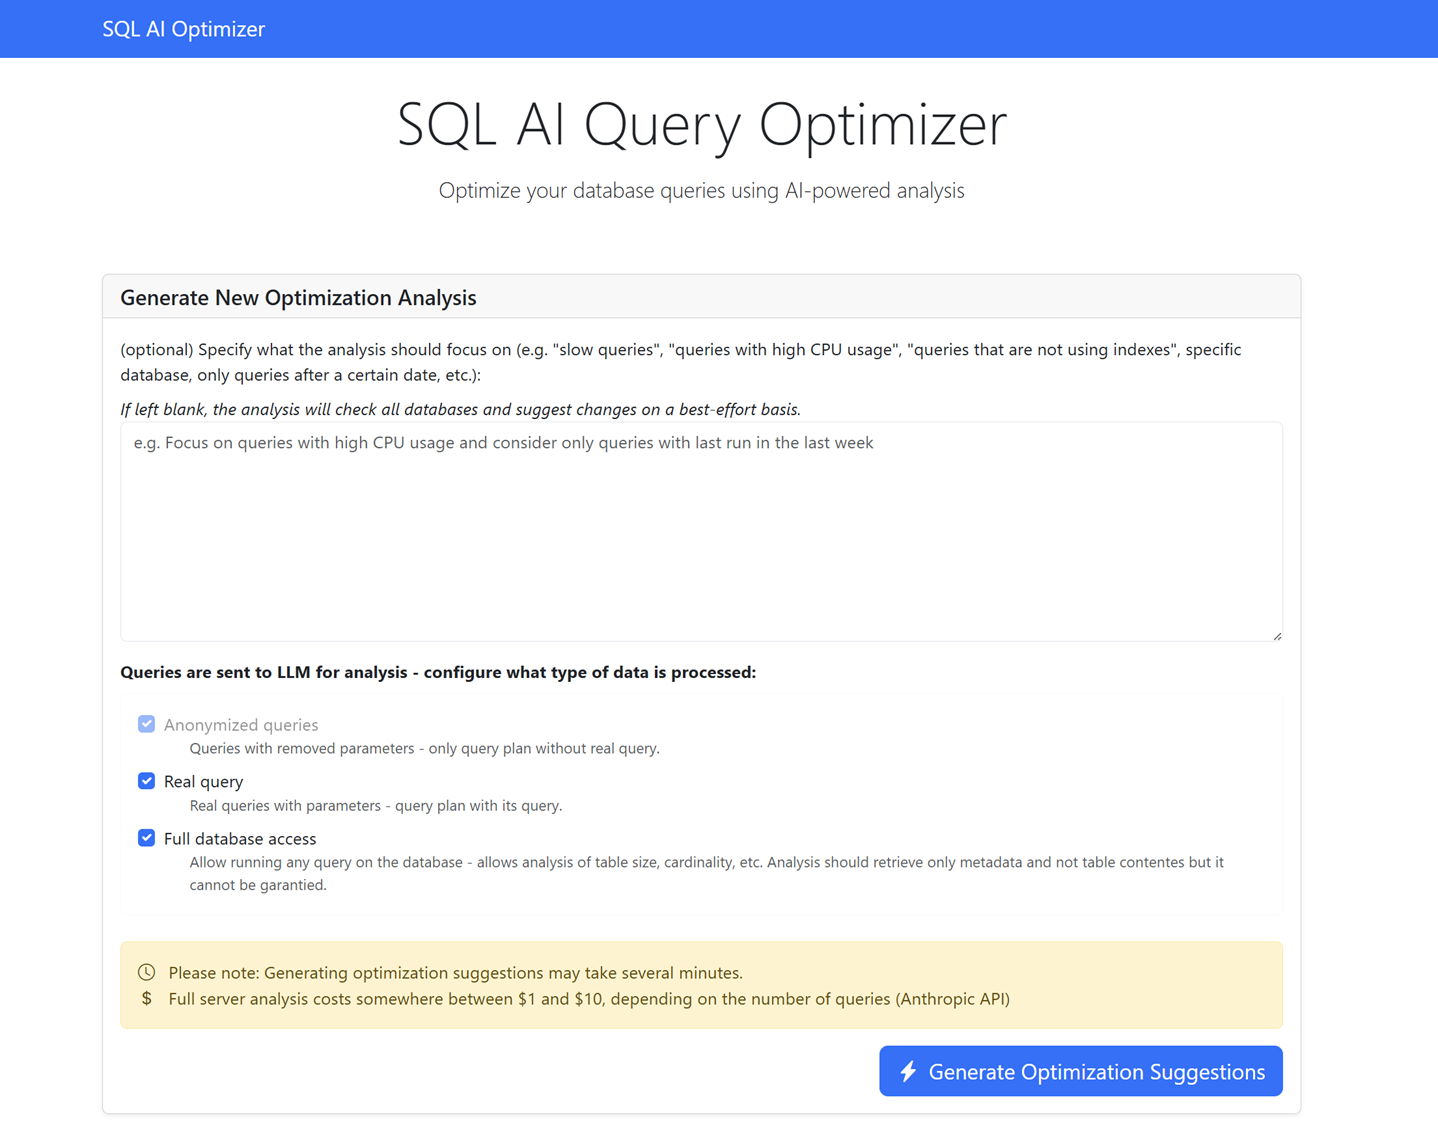 SQL AI Optimizer
SQL AI Query Optimizer
Optimize your database queries using AI-powered analysis
Generate New Optimization Analysis
(optional) Specify what the analysis should focus on (e.g. "slow queries", "queries with high CPU usage", "queries that are not using indexes", specific
database, only queries after a certain date, etc.):
If left blank, the analysis will check all databases and suggest changes on a best-effort basis.
e.g. Focus on queries with high CPU usage and consider only queries with last run in the last week
Queries are sent to LLM for analysis - configure what type of data is processed:
Anonymized queries
Queries with removed parameters - only query plan without real query.
Real query
Real queries with parameters - query plan with its query.
Full database access
Allow running any query on the database - allows analysis of table size, cardinality, etc. Analysis should retrieve only metadata and not table contentes but it
cannot be garantied.
Please note: Generating optimization suggestions may take several minutes.
$ Full server analysis costs somewhere between $1 and $10, depending on the number of queries (Anthropic API)
Generate Optimization Suggestions